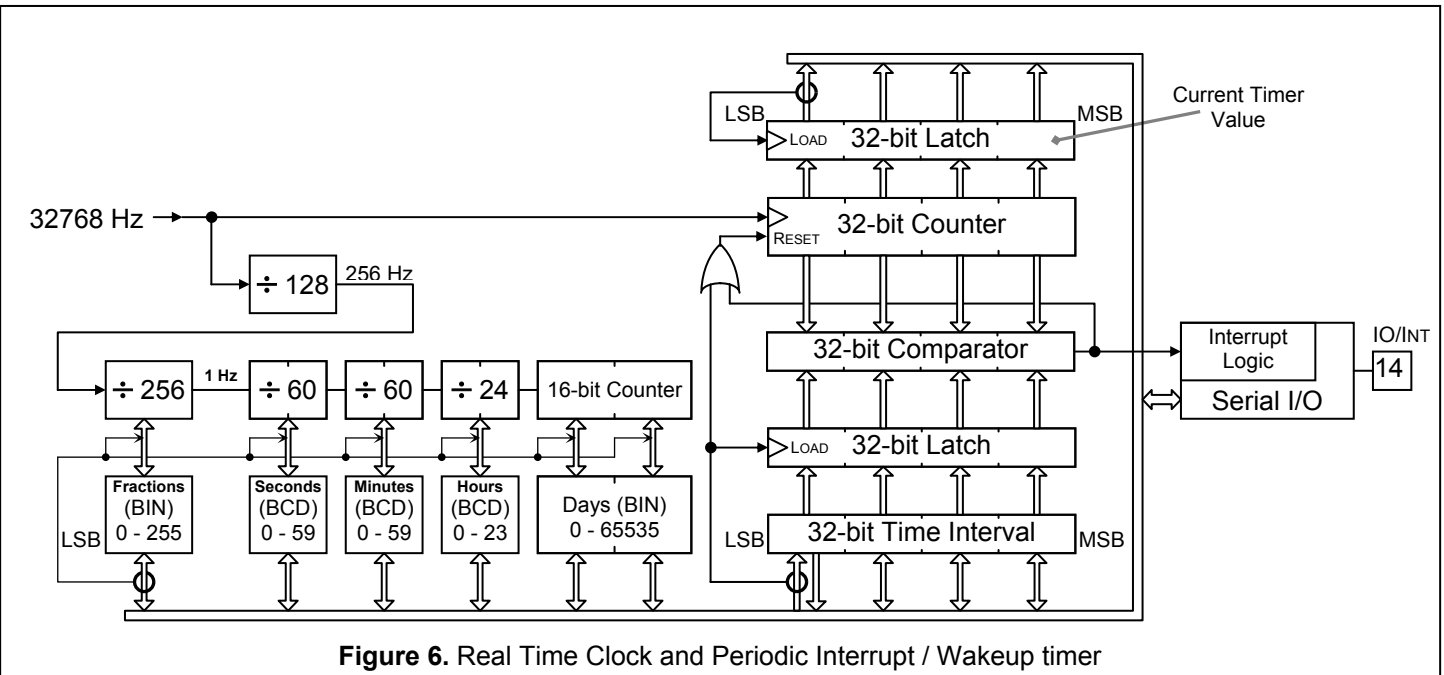 LSB
MSB
Current Timer
Value
LOAD
32-bit Latch
32768 Hz
32-bit Counter
RESET
÷ 128
256 Hz
32-bit Comparator
Interrupt
Logic
Serial I/O
IO/INT
14
÷ 256
1 Hz
÷ 60
÷ 60
÷ 24
16-bit Counter
LOAD
32-bit Latch
Fractions
(BIN)
0 - 255
LSB
Seconds
(BCD)
0 - 59
Minutes
(BCD)
0 - 59
Hours
(BCD)
0 - 23
Days (BIN)
0 - 65535
LSB
32-bit Time Interval
MSB
Figure 6. Real Time Clock and Periodic Interrupt / Wakeup timer